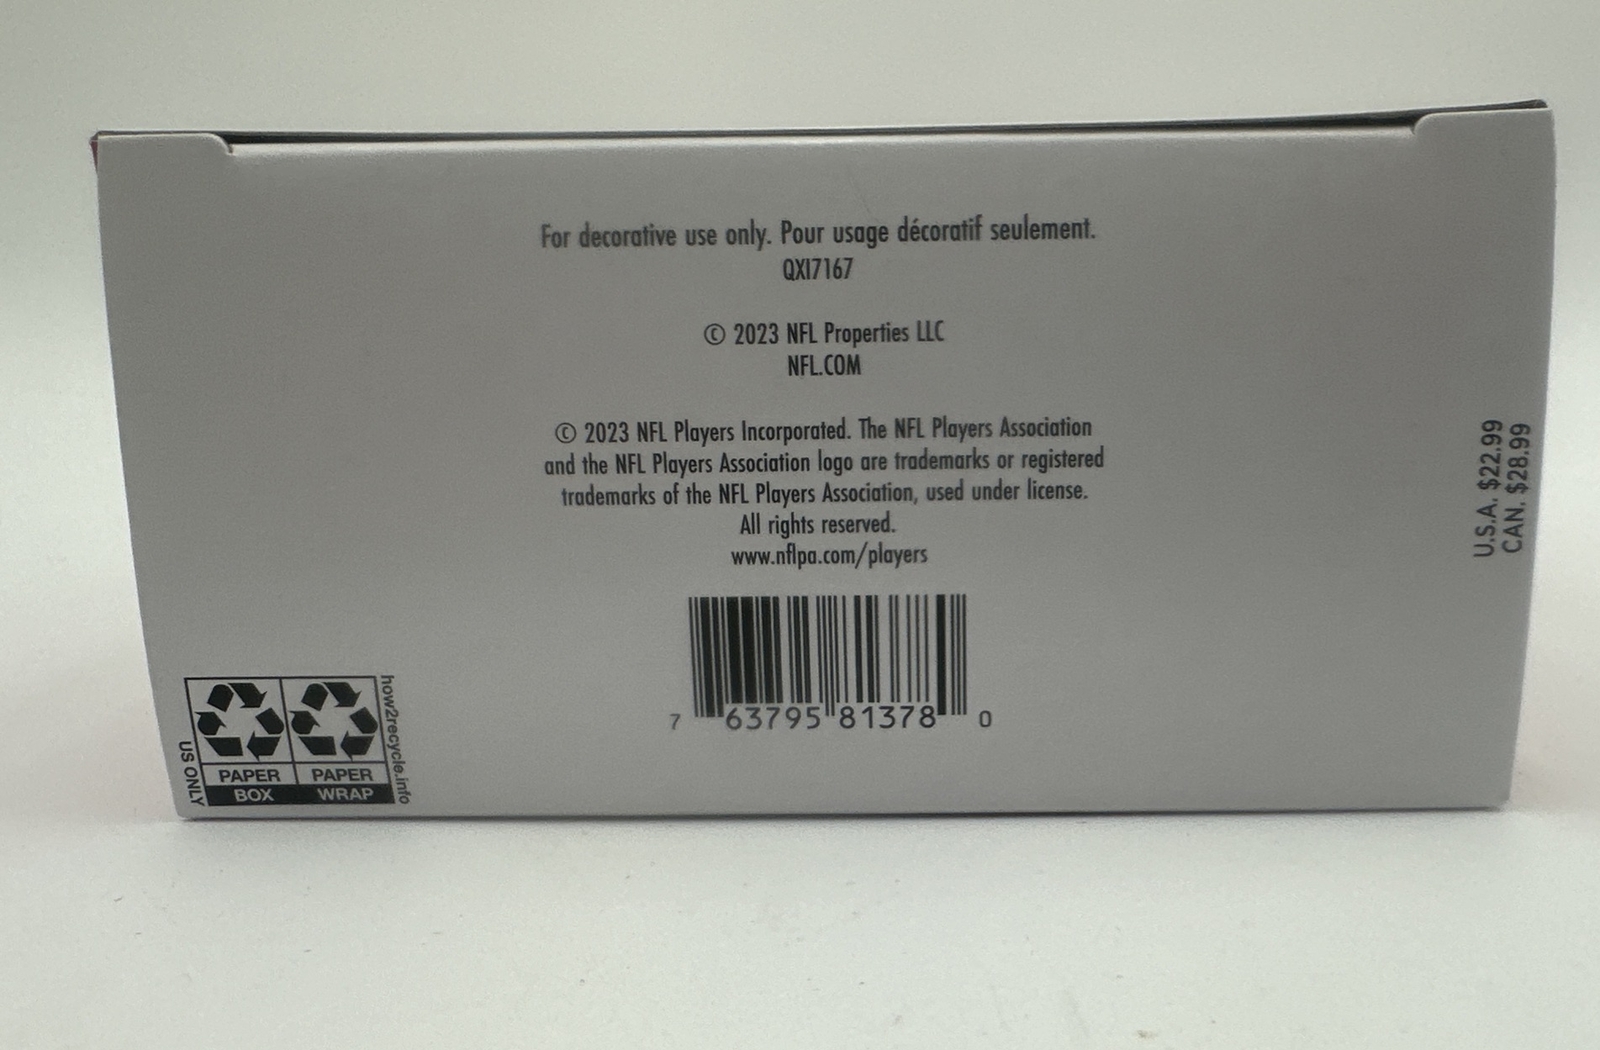 For decorative use only. Pour usage décoratif seulement.
QXI7167
© 2023 NFL Properties LLC
NFL.COM
© 2023 NFL Players Incorporated. The NFL Players Association
and the NFL Players Association logo are trademarks or registered
trademarks of the NFL Players Association, used under license.
All rights reserved.
www.nflpa.com/players
U.S.A. $22.99
CAN. $28.99
7 63795 81378 0
US ONLY
PAPER PAPER
BOX WRAP
how2recycle.info